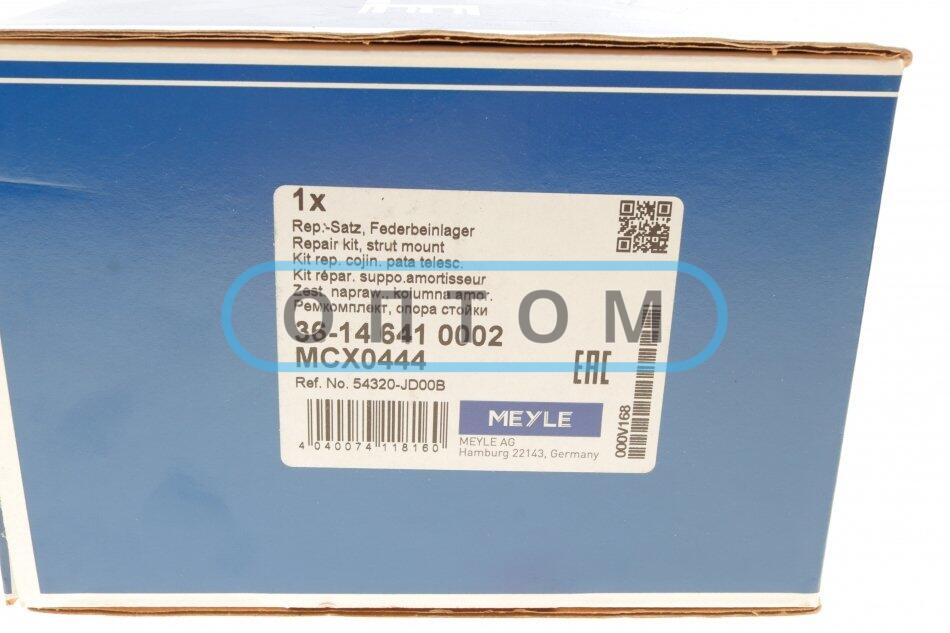 1x
Rep.-Satz, Federbeinlager
Repair kit, strut mount
Kit rep. cojin. pata telesc.
Kit répar. suppo.amortisseur
Zest. napraw., kolumna amor.
Ремкомплект, опора стойки
ОПТОМ
36-14 641 0002
MCX0444
EAC
Ref. No. 54320-JD00B
4 040074 118160
MEYLE
MEYLE AG
Hamburg 22143, Germany
000V168